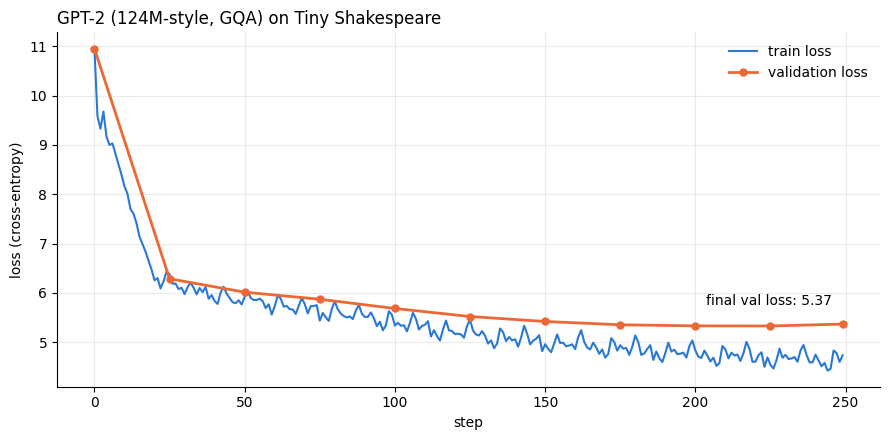 GPT-2 (124M-style, GQA) on Tiny Shakespeare
train loss
validation loss
11
10
9
8
7
6
5
loss (cross-entropy)
final val loss: 5.37
0
50
100
150
200
250
step